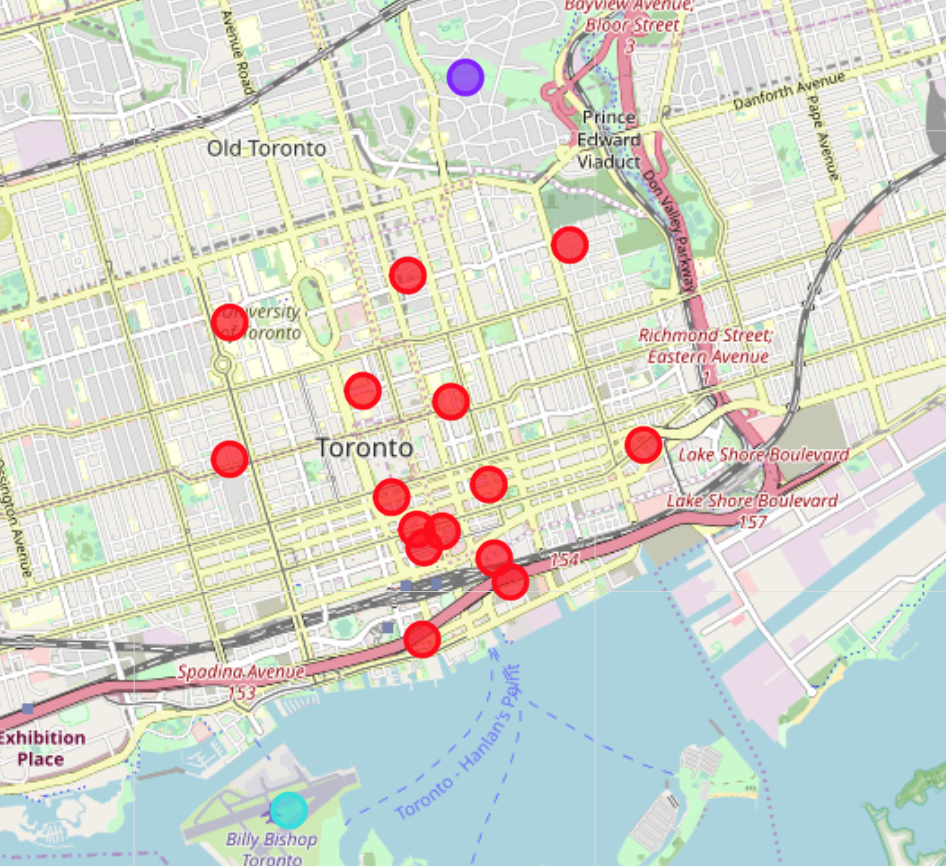 Bayview Avenue;
Bloor Street
3
Avenue Road
Danforth Avenue
Pape Avenue
Prince
Edward
Viaduct
Old Toronto
Don Valley Parkway
University
of Toronto
Richmond Street;
Eastern Avenue
1
Toronto
Lake Shore Boulevard
Lake Shore Boulevard
157
Ossington Avenue
154
Spadina Avenue
153
Exhibition
Place
Toronto - Hanlan's Point
Billy Bishop
Toronto